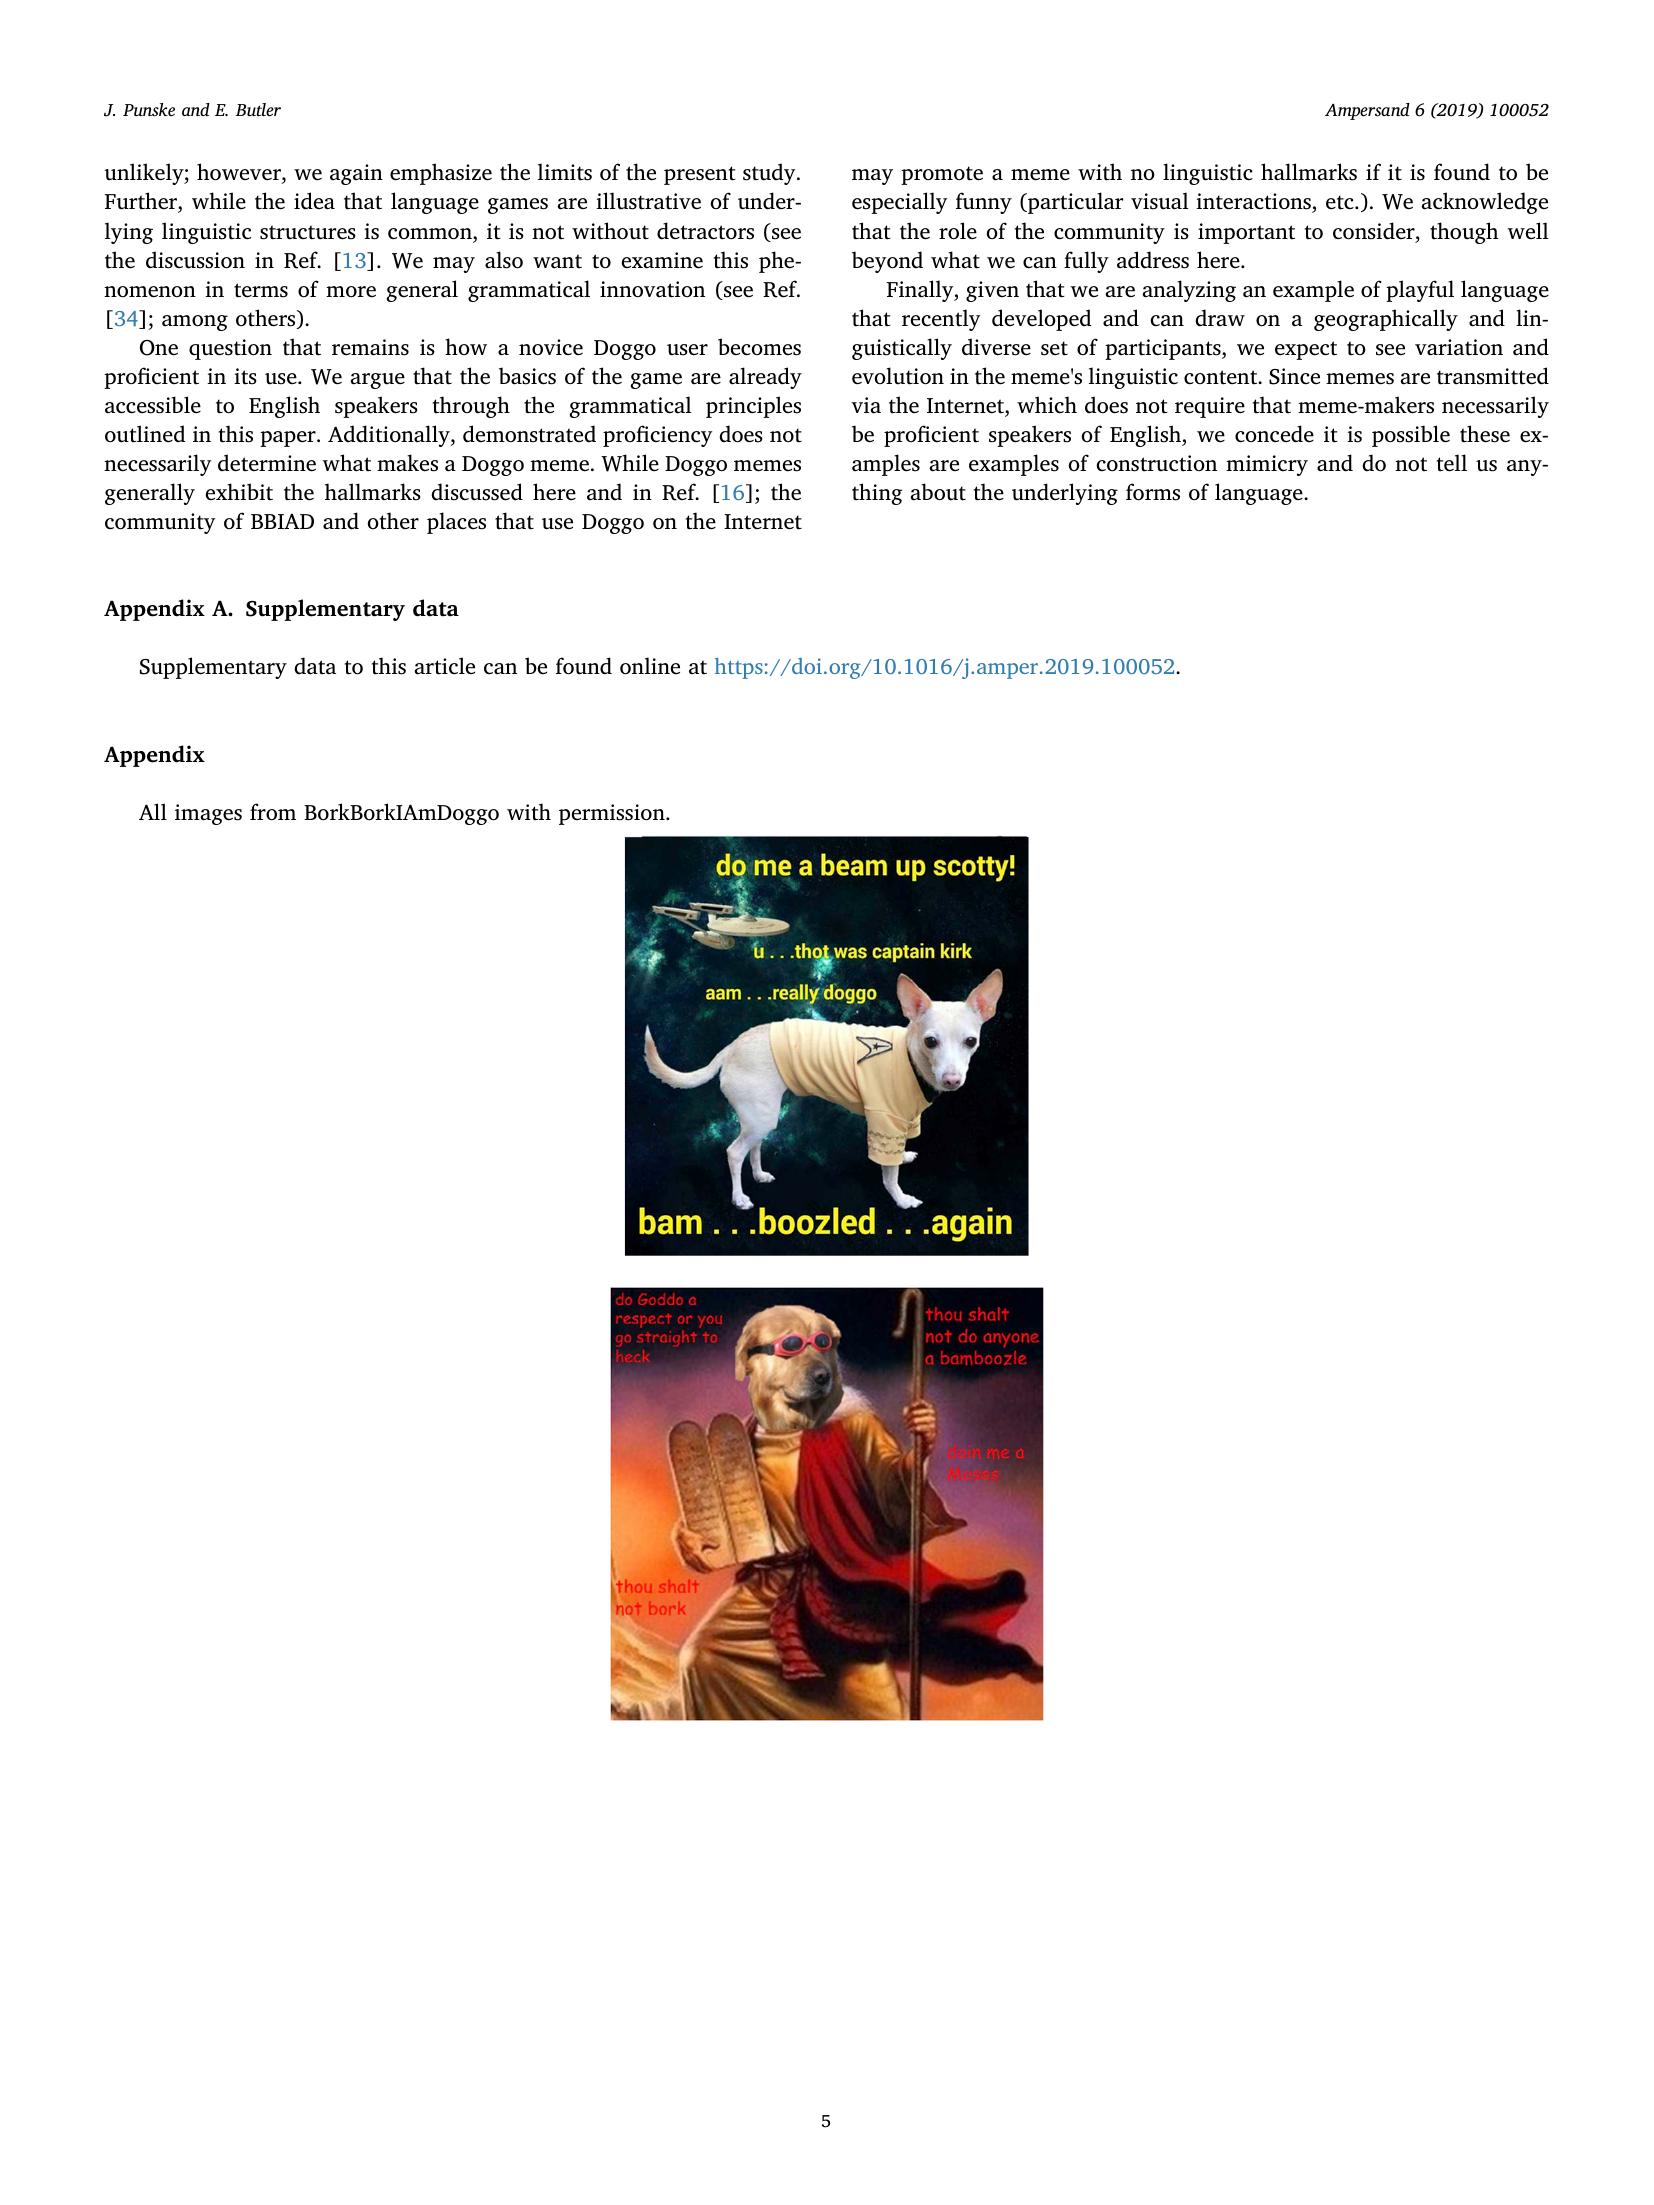 J. Punske and E. Butler
Ampersand 6 (2019) 100052
unlikely; however, we again emphasize the limits of the present study.
Further, while the idea that language games are illustrative of under-
lying linguistic structures is common, it is not without detractors (see
the discussion in Ref. [13]. We may also want to examine this phe-
nomenon in terms of more general grammatical innovation (see Ref.
[34]; among others).
One question that remains is how a novice Doggo user becomes
proficient in its use. We argue that the basics of the game are already
accessible to English speakers through the grammatical principles
outlined in this paper. Additionally, demonstrated proficiency does not
necessarily determine what makes a Doggo meme. While Doggo memes
generally exhibit the hallmarks discussed here and in Ref. [16]; the
community of BBIAD and other places that use Doggo on the Internet
may promote a meme with no linguistic hallmarks if it is found to be
especially funny (particular visual interactions, etc.). We acknowledge
that the role of the community is important to consider, though well
beyond what we can fully address here.
Finally, given that we are analyzing an example of playful language
that recently developed and can draw on a geographically and lin-
guistically diverse set of participants, we expect to see variation and
evolution in the meme's linguistic content. Since memes are transmitted
via the Internet, which does not require that meme-makers necessarily
be proficient speakers of English, we concede it is possible these ex-
amples are examples of construction mimicry and do not tell us any-
thing about the underlying forms of language.
Appendix A. Supplementary data
Supplementary data to this article can be found online at https://doi.org/10.1016/j.amper.2019.100052.
Appendix
All images from BorkBorkIAmDoggo with permission.
do me a beam up scotty!
u . . .thot was captain kirk
aam . . .really doggo
bam . . .boozled . . .again
do Goddo a
respect or you
go straight to
heck
thou shalt
not do anyone
a bamboozle
doin me a
Moses
thou shalt
not bork
5